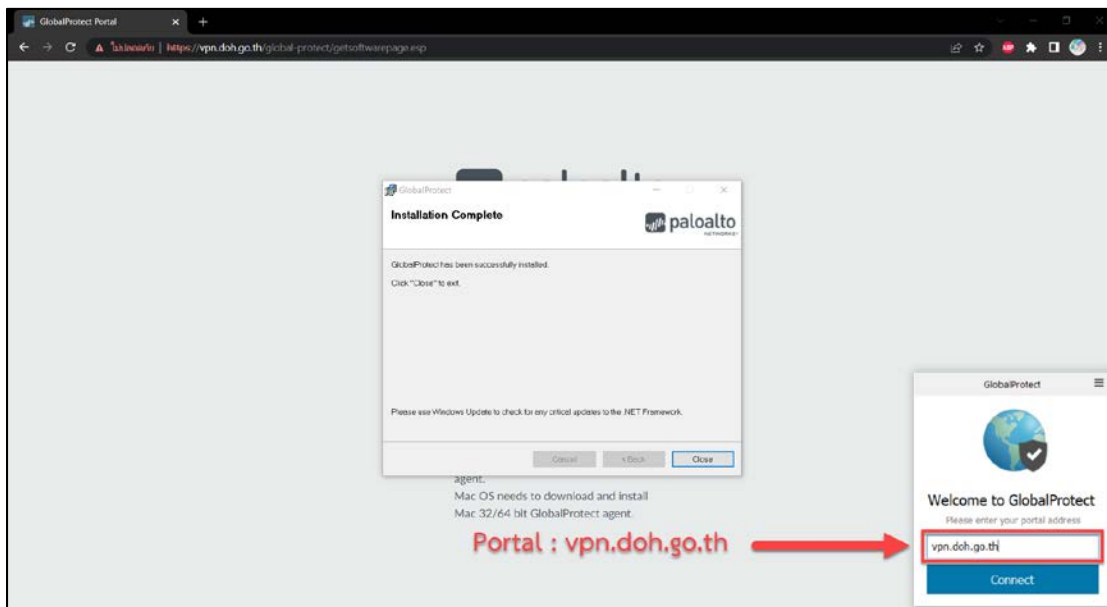 GlobalProtect Portal
ไม่ปลอดภัย | https://vpn.doh.go.th/global-protect/getsoftwarepage.esp
GlobalProtect
Installation Complete
paloalto
NETWORKS
GlobalProtect has been successfully installed.
Click "Close" to exit.
Please use Windows Update to check for any critical updates to the .NET Framework.
Cancel
< Back
Close
agent.
Mac OS needs to download and install
Mac 32/64 bit GlobalProtect agent.
Portal : vpn.doh.go.th
GlobalProtect
Welcome to GlobalProtect
Please enter your portal address
vpn.doh.go.th
Connect